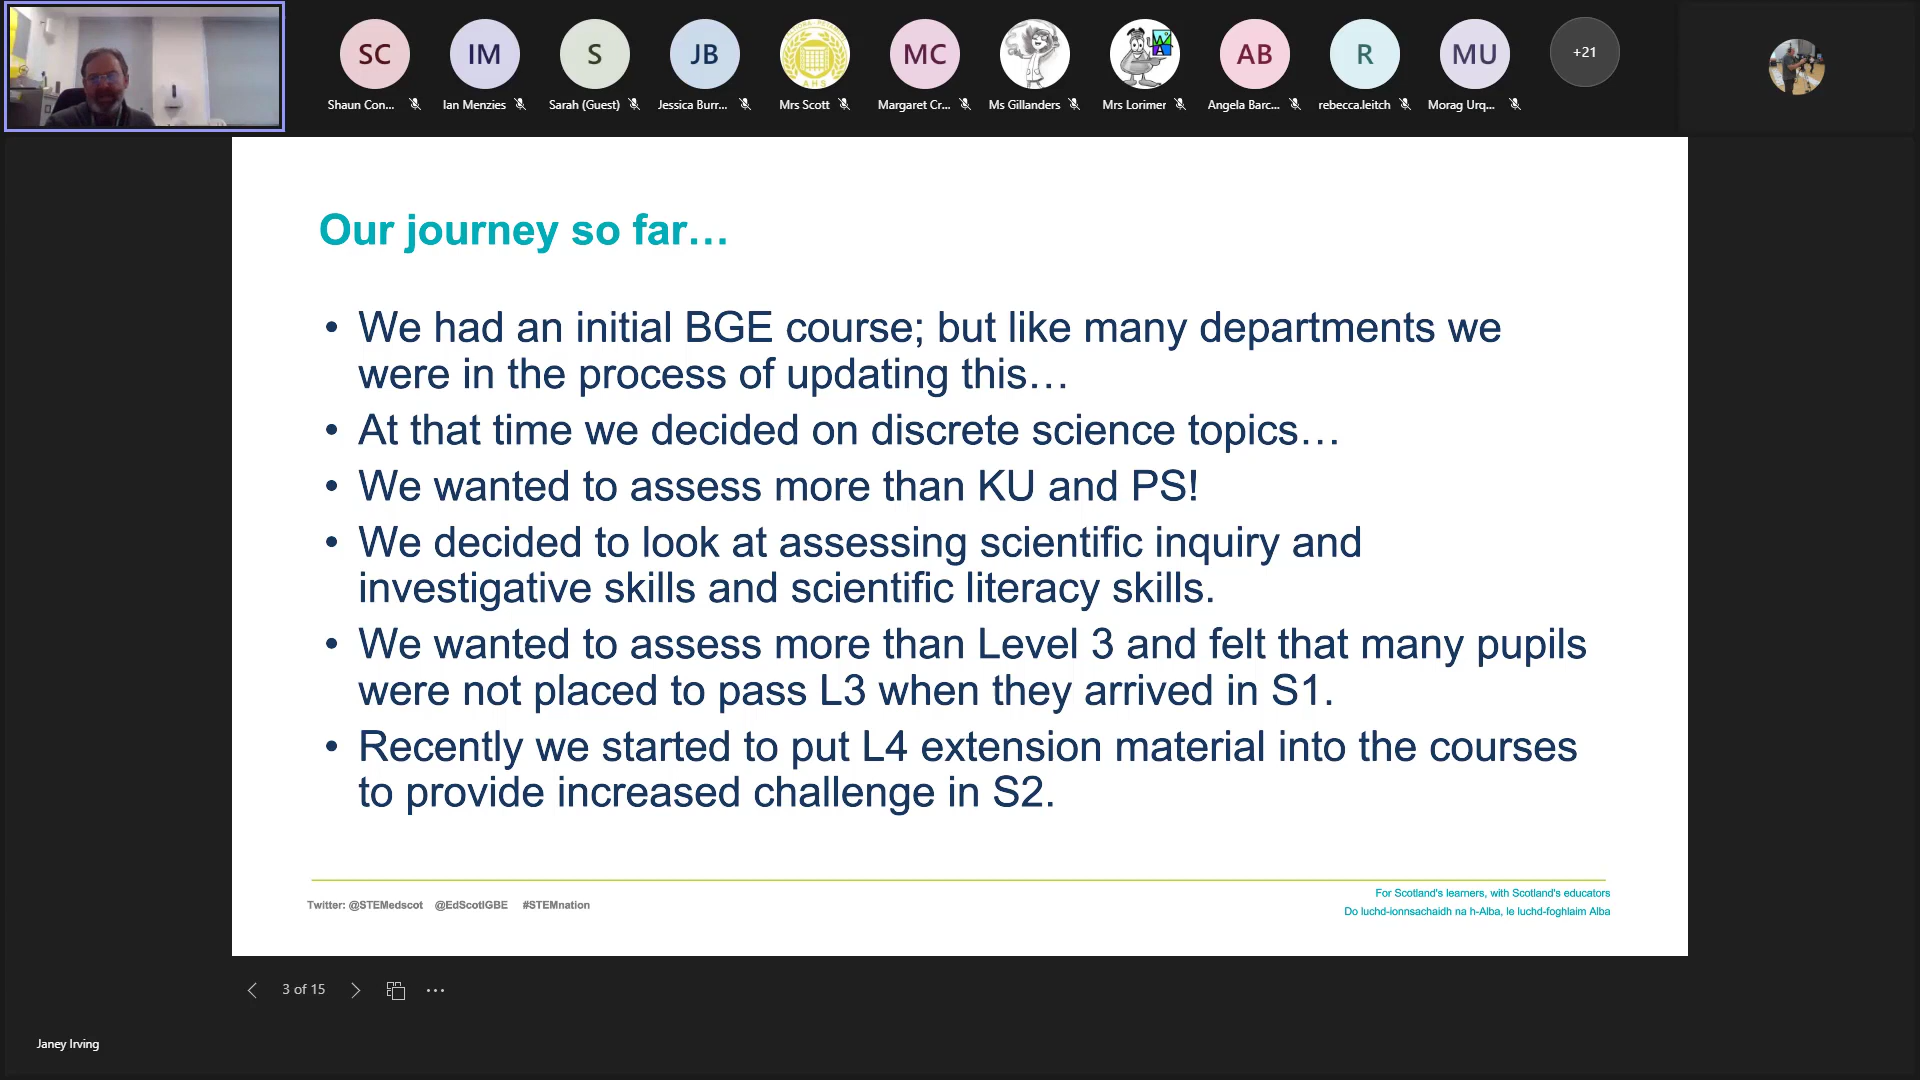 SC
IM
S
JB
MC
AB
R
MU
+21
Shaun Con...
Ian Menzies
Sarah (Guest)
Jessica Burr...
Mrs Scott
Margaret Cr...
Ms Gillanders
Mrs Lorimer
Angela Barc...
rebecca.leitch
Morag Urq...
Our journey so far…
• We had an initial BGE course; but like many departments we
were in the process of updating this…
• At that time we decided on discrete science topics…
• We wanted to assess more than KU and PS!
• We decided to look at assessing scientific inquiry and
investigative skills and scientific literacy skills.
• We wanted to assess more than Level 3 and felt that many pupils
were not placed to pass L3 when they arrived in S1.
• Recently we started to put L4 extension material into the courses
to provide increased challenge in S2.
Twitter: @STEMedscot @EdScotIGBE #STEMnation
For Scotland's learners, with Scotland's educators
Do luchd-ionnsachaidh na h-Alba, le luchd-foghlaim Alba
3 of 15
Janey Irving